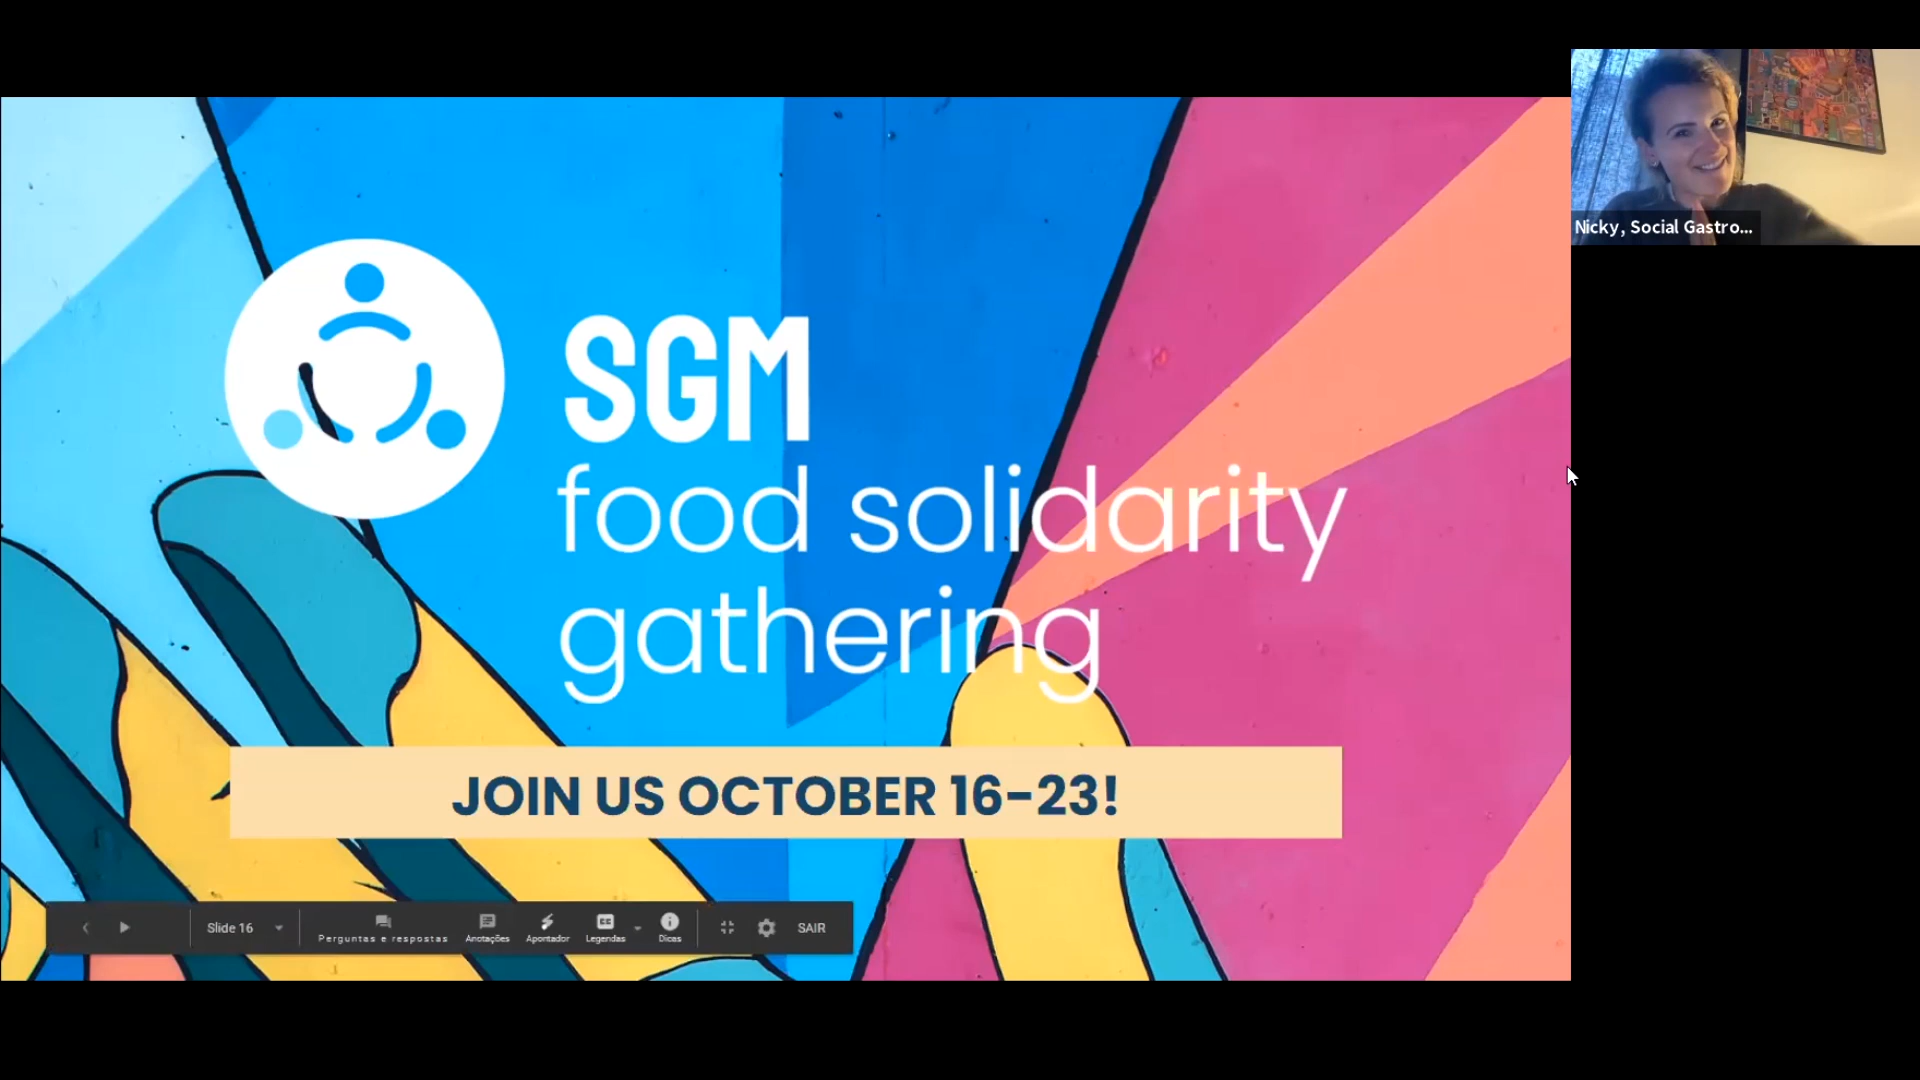 Nicky, Social Gastro...
SGM
food solidarity
gathering
JOIN US OCTOBER 16-23!
Slide 16
Perguntas e respostas
Anotações
Apontador
Legendas
Dicas
SAIR